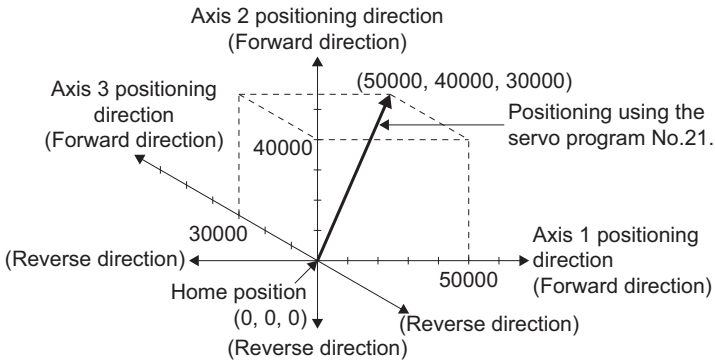 Axis 2 positioning direction
(Forward direction)
Axis 3 positioning
direction
(Forward direction)
(50000, 40000, 30000)
Positioning using the
servo program No.21.
40000
30000
(Reverse direction)
Axis 1 positioning
direction
(Forward direction)
50000
Home position
(0, 0, 0)
(Reverse direction)
(Reverse direction)